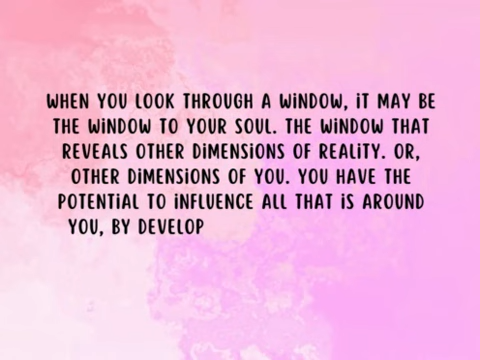 WHEN YOU LOOK THROUGH A WINDOW, IT MAY BE
THE WINDOW TO YOUR SOUL. THE WINDOW THAT
REVEALS OTHER DIMENSIONS OF REALITY. OR,
OTHER DIMENSIONS OF YOU. YOU HAVE THE
POTENTIAL TO INFLUENCE ALL THAT IS AROUND
YOU, BY DEVELOP